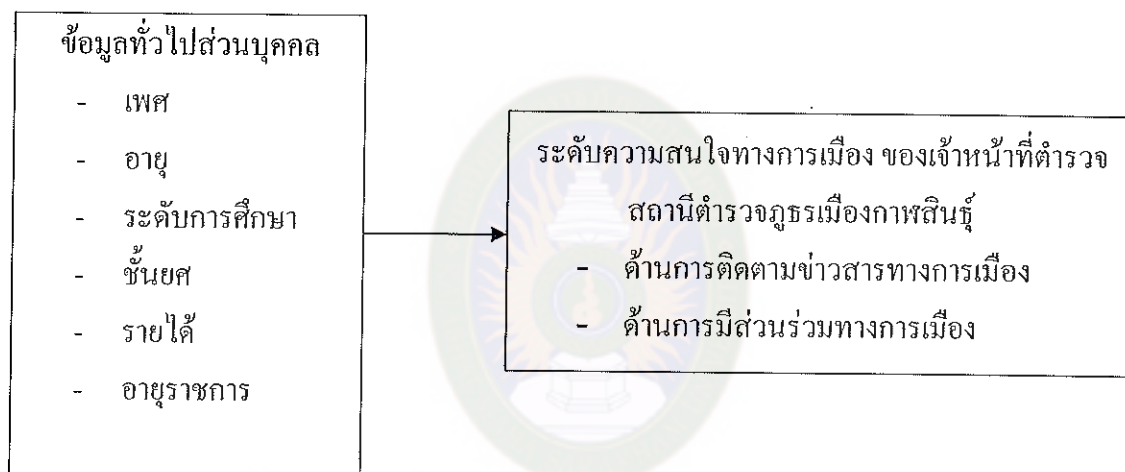 ข้อมูลทั่วไปส่วนบุคคล
- เพศ
- อายุ
- ระดับการศึกษา
- ชั้นยศ
- รายได้
- อายุราชการ
ระดับความสนใจทางการเมือง ของเจ้าหน้าที่ตำรวจ
สถานีตำรวจภูธรเมืองกาฬสินธุ์
- ด้านการติดตามข่าวสารทางการเมือง
- ด้านการมีส่วนร่วมทางการเมือง